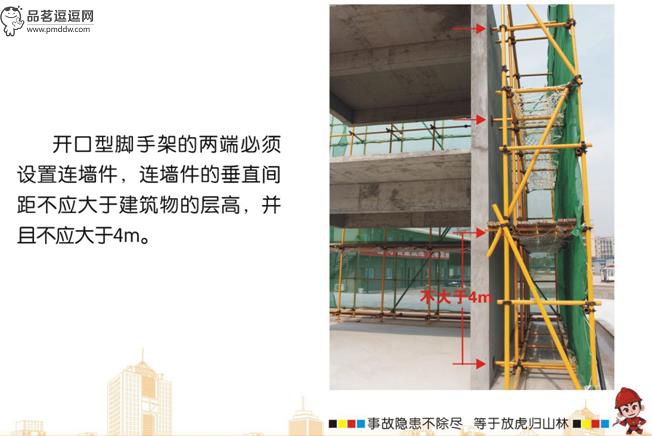 品茗逗逗网
www.pmddw.com
开口型脚手架的两端必须
设置连墙件，连墙件的垂直间
距不应大于建筑物的层高，并
且不应大于4m。
不大于4m
事故隐患不除尽 等于放虎归山林